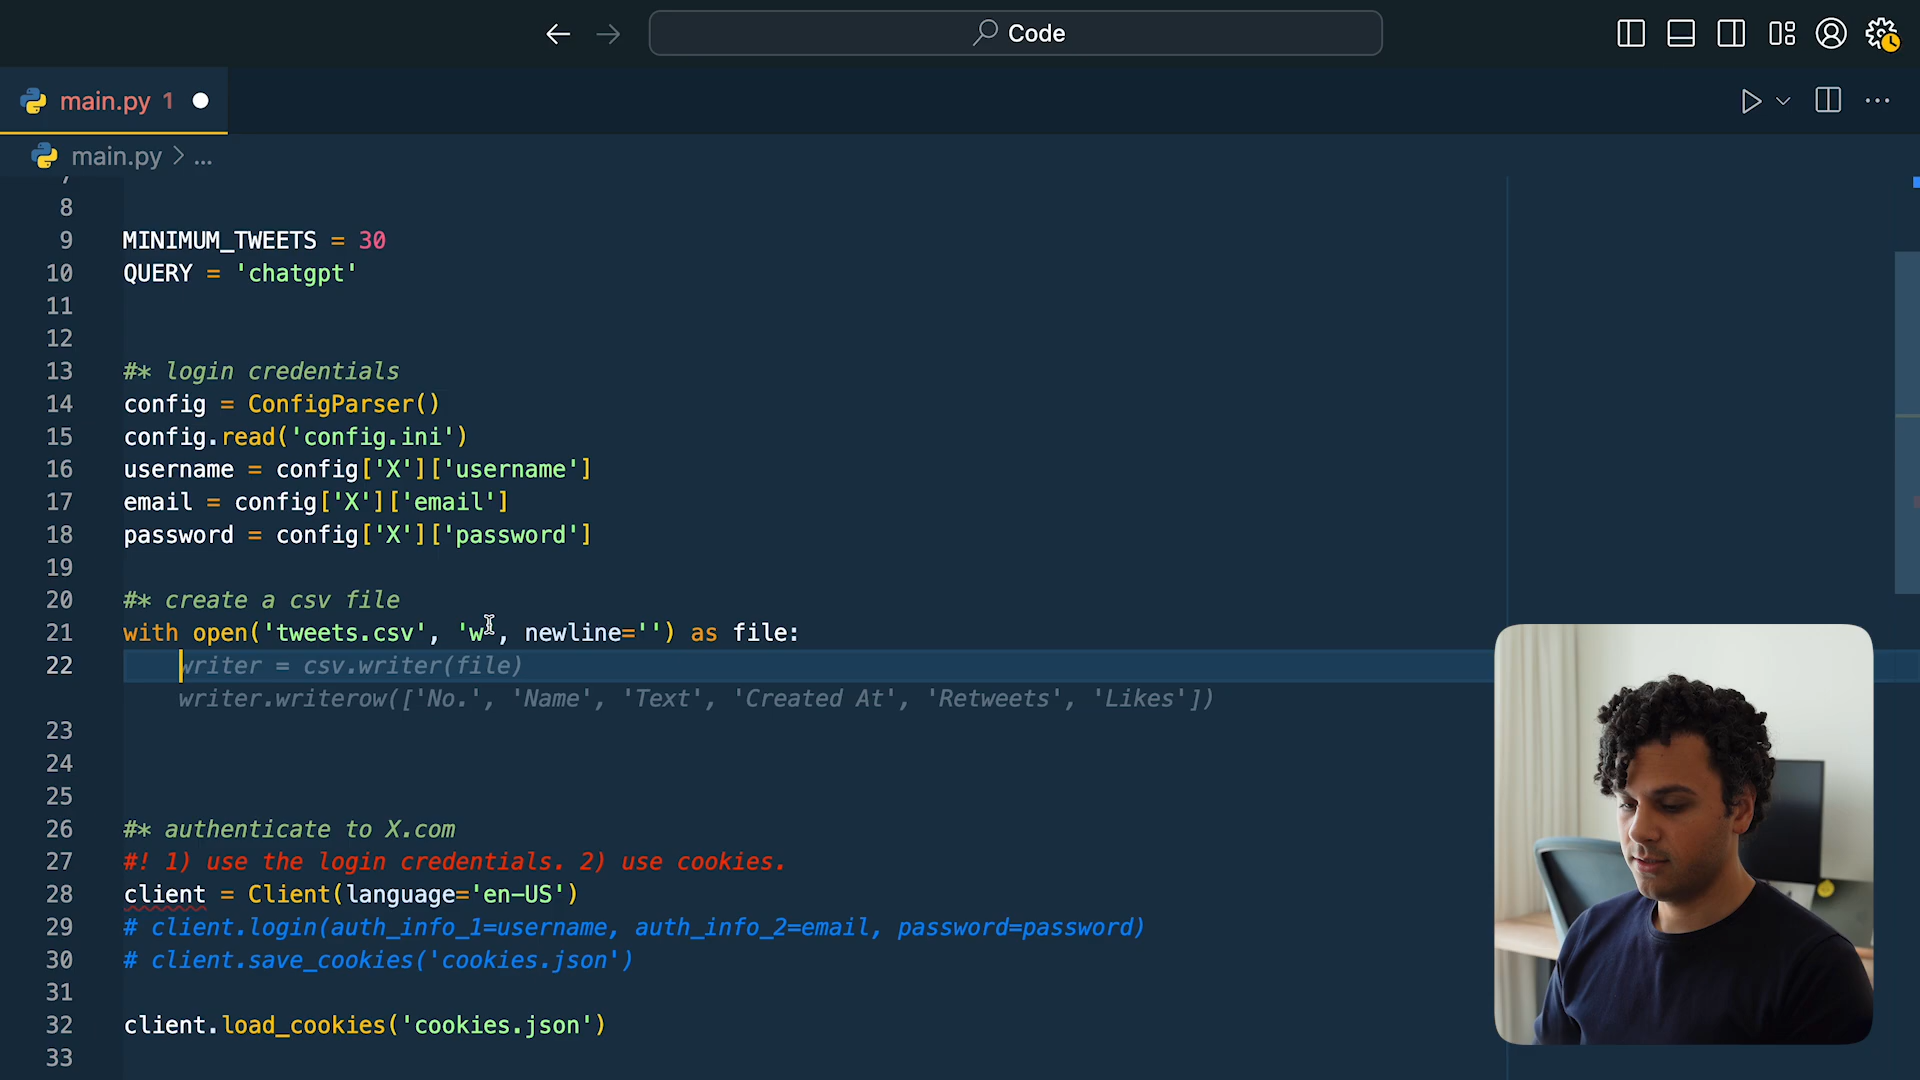 Code
main.py 1
main.py > ...
7
8
9 MINIMUM_TWEETS = 30
10 QUERY = 'chatgpt'
11
12
13 #* login credentials
14 config = ConfigParser()
15 config.read('config.ini')
16 username = config['X']['username']
17 email = config['X']['email']
18 password = config['X']['password']
19
20 #* create a csv file
21 with open('tweets.csv', 'w', newline='') as file:
22 writer = csv.writer(file)
writer.writerow(['No.', 'Name', 'Text', 'Created At', 'Retweets', 'Likes'])
23
24
25
26 #* authenticate to X.com
27 #! 1) use the login credentials. 2) use cookies.
28 client = Client(language='en-US')
29 # client.login(auth_info_1=username, auth_info_2=email, password=password)
30 # client.save_cookies('cookies.json')
31
32 client.load_cookies('cookies.json')
33